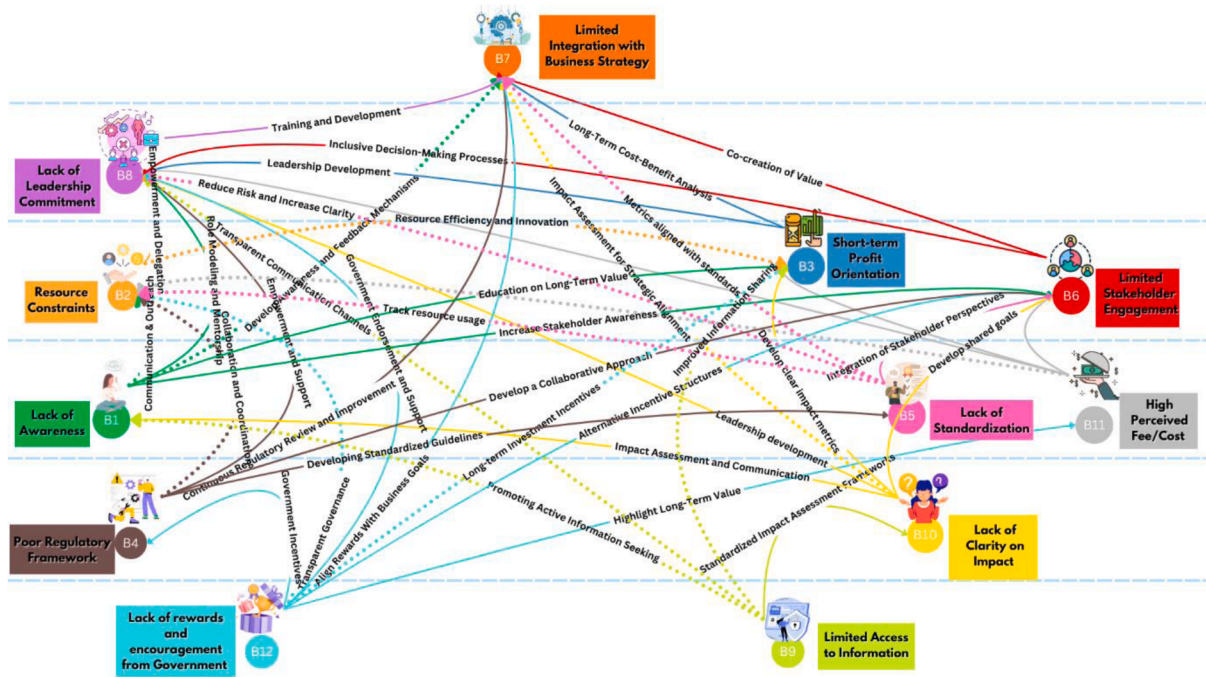 Limited
Integration with
Business Strategy
B7
Training and Development
Long-Term Cost-Benefit Analysis
Co-creation of Value
Inclusive Decision-Making Processes
Leadership Development
Lack of
Leadership
Commitment
B8
Empowerment and Delegation
Reduce Risk and Increase Clarity
Resource Efficiency and Innovation
Metrics aligned with standards
Impact Assessment for Strategic Alignment
Role Modeling and Mentorship
Transparent Communication Channels
Government Endorsement and Support
Short-term
Profit
Orientation
B3
Resource
Constraints
B2
Limited
Stakeholder
Engagement
B6
Communication & Outreach
Education on Long-Term Value
Track resource usage
Increase Stakeholder Awareness
Empowerment and Support
Collaboration and Coordination
Improved Information Sharing
Integration of Stakeholder Perspectives
Develop shared goals
Develop clear impact metrics
Lack of
Awareness
B1
Develop a Collaborative Approach
Alternative Incentive Structures
Long-term Investment Incentives
B5
Lack of
Standardization
B11
High
Perceived
Fee/Cost
Continuous Regulatory Review and improvement
Developing Standardized Guidelines
Leadership development
Impact Assessment and Communication
Poor Regulatory
Framework
B4
Government Incentives
Transparent Governance
Align Rewards With Business Goals
Promoting Active Information Seeking
Highlight Long-Term Value
Standardized Impact Assessment Frameworks
B10
Lack of
Clarity on
Impact
Lack of rewards
and
encouragement
from Government
B12
B9
Limited Access
to Information